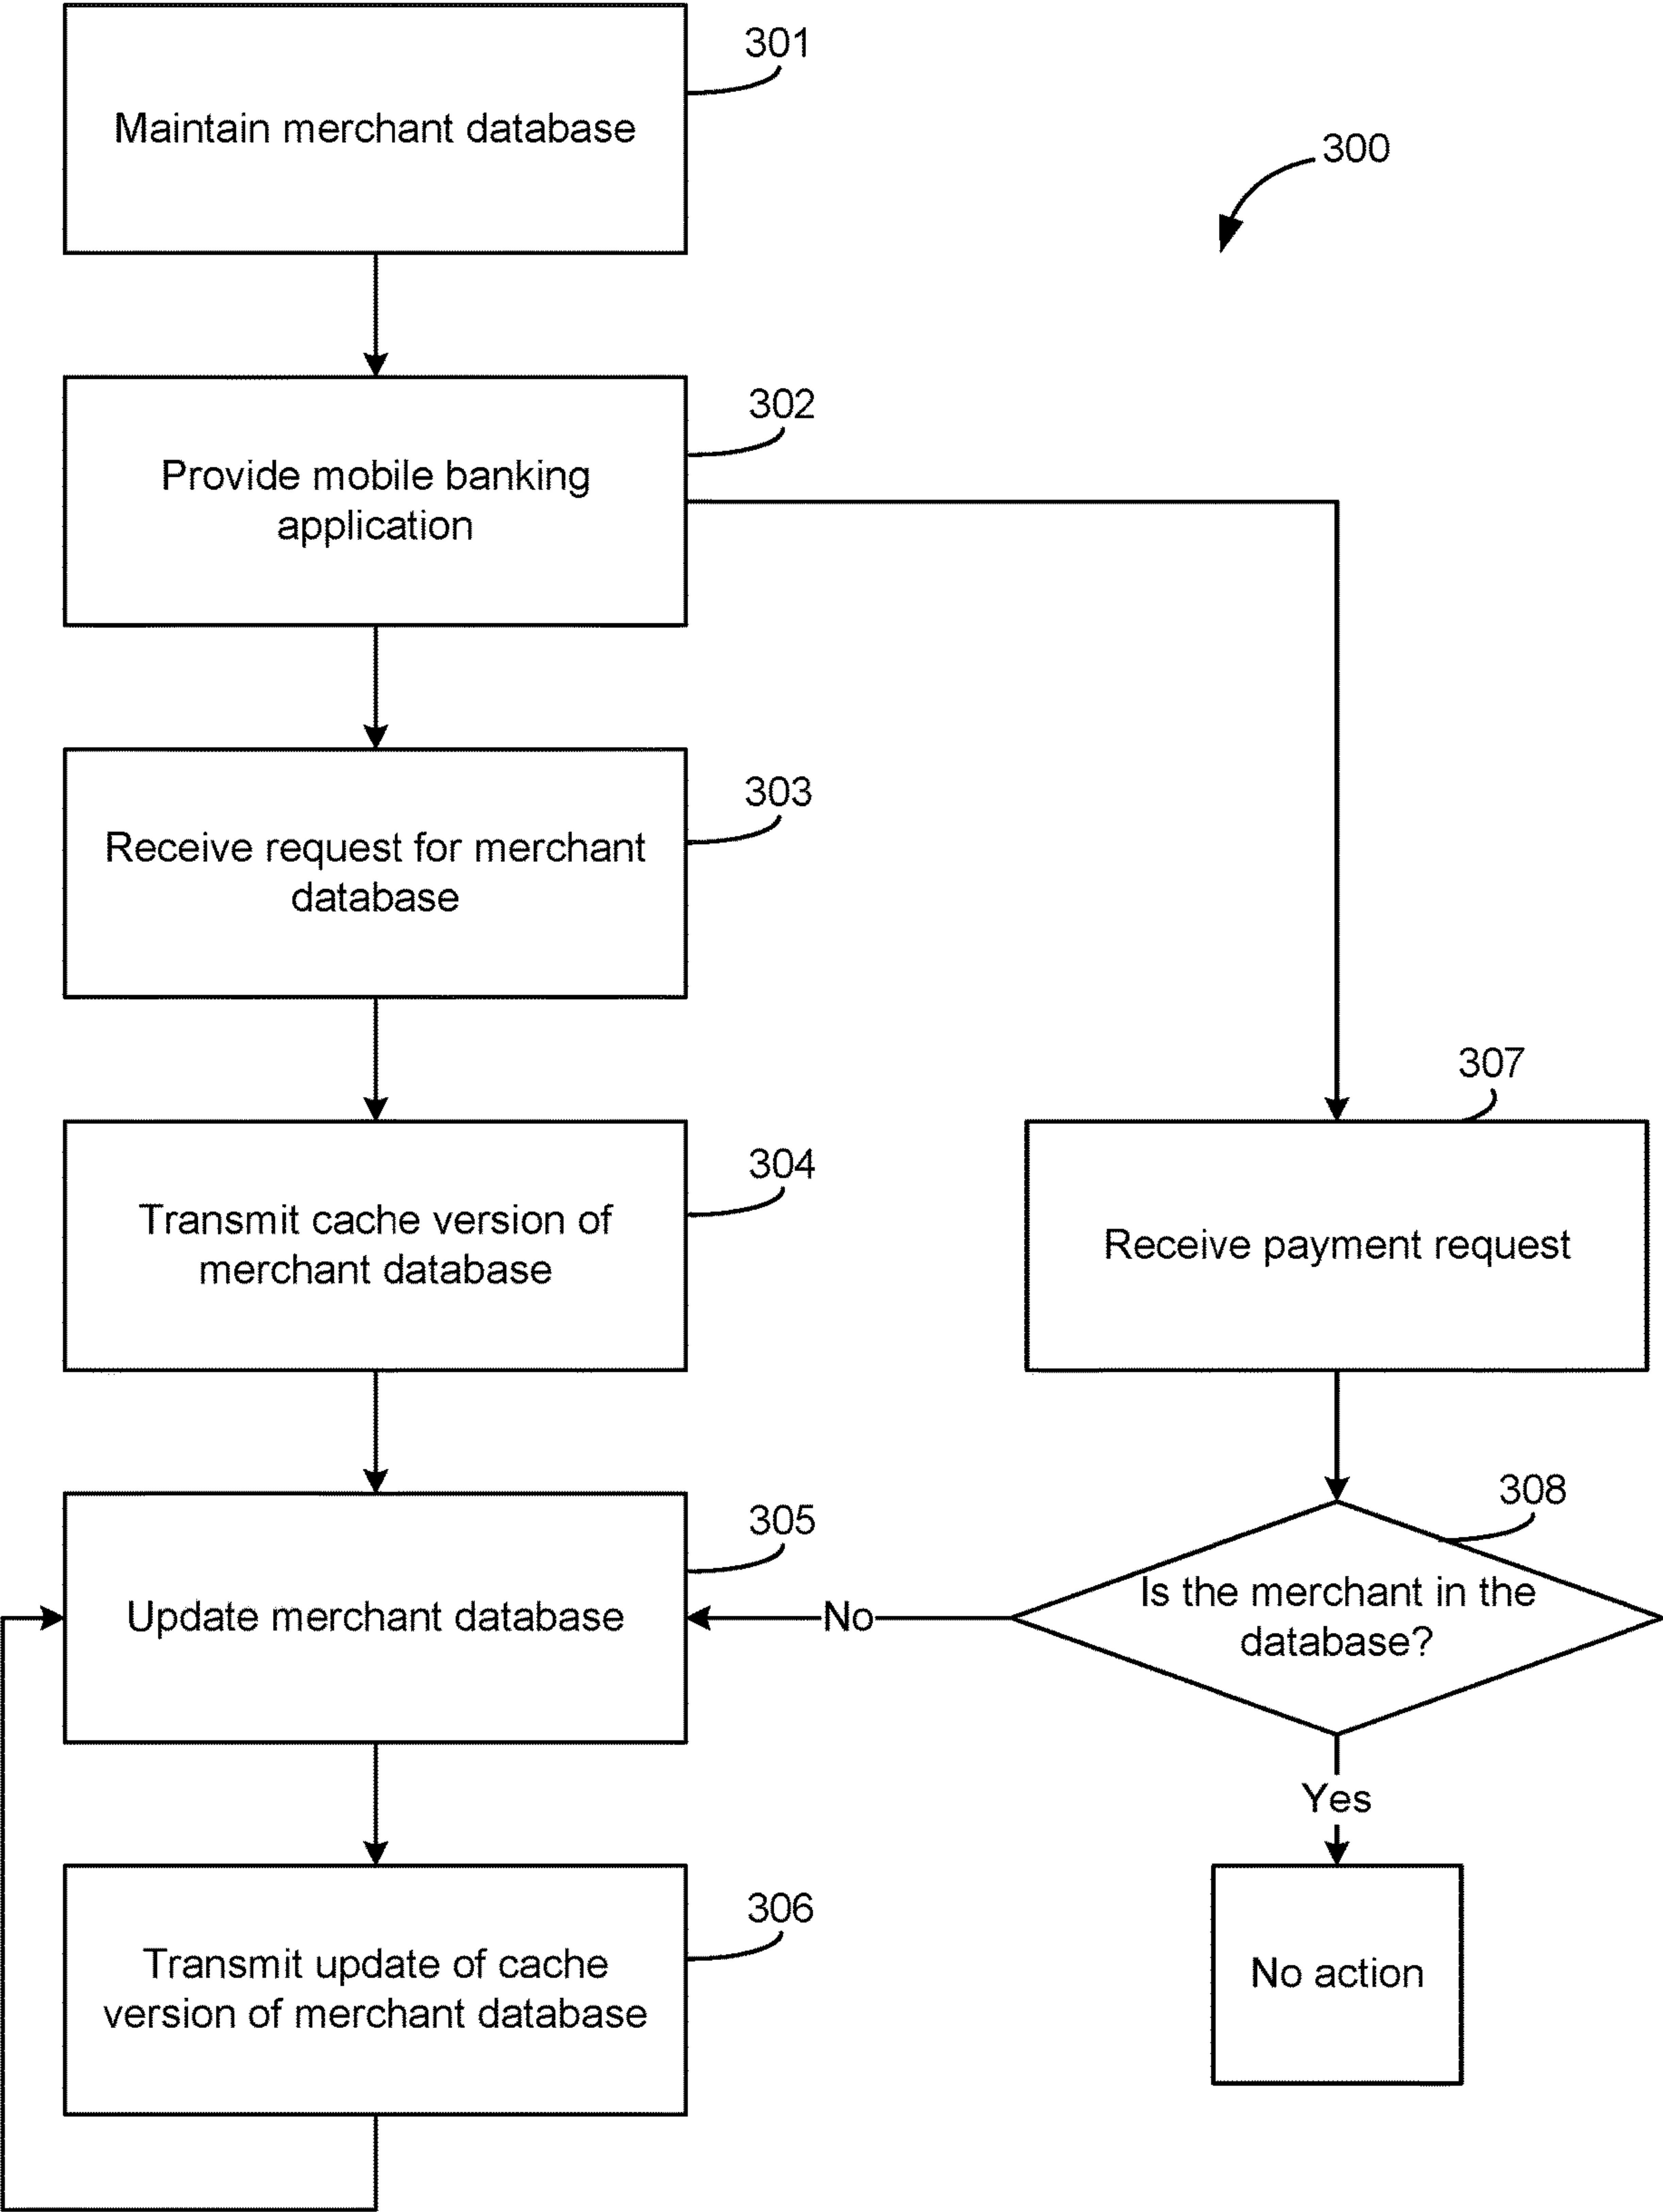 301
Maintain merchant database
300
302
Provide mobile banking
application
303
Receive request for merchant
database
304
Transmit cache version of
merchant database
307
Receive payment request
305
Update merchant database
308
Is the merchant in the
database?
No
Yes
306
Transmit update of cache
version of merchant database
No action